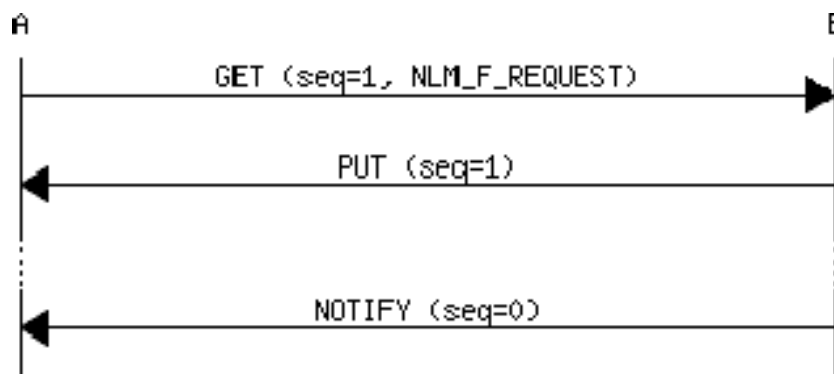 A
GET (seq=1, NLM_F_REQUEST)
PUT (seq=1)
NOTIFY (seq=0)